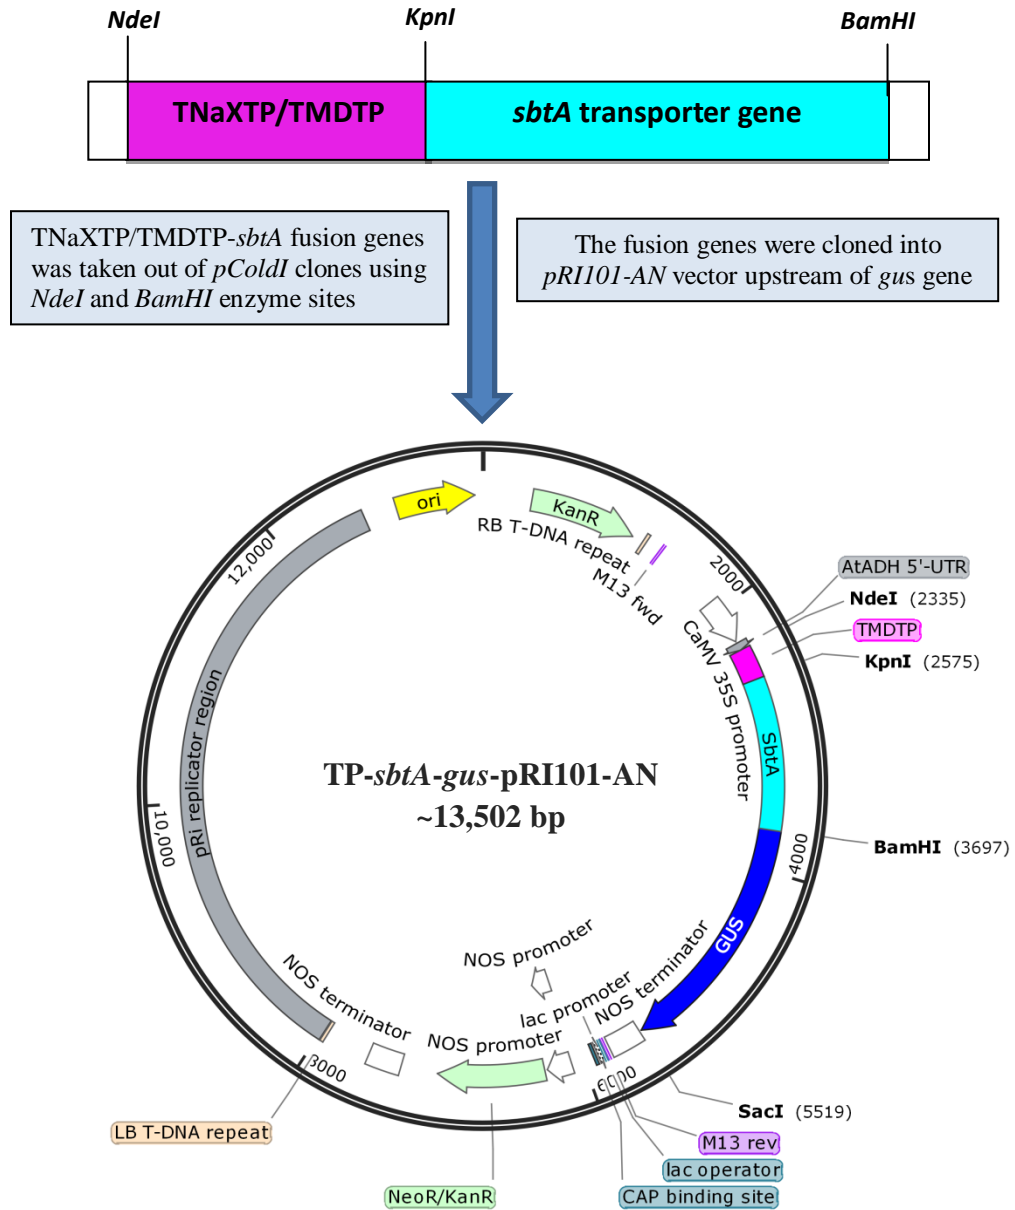 NdeI
KpnI
BamHI
TNaXTP/TMDTP
sbtA transporter gene
TNaXTP/TMDTP-sbtA fusion genes
was taken out of pColdI clones using
NdeI and BamHI enzyme sites
The fusion genes were cloned into
pRI101-AN vector upstream of gus gene
ori
KanR
RB T-DNA repeat
M13 fwd
2000
12,000
AtADH 5'-UTR
NdeI (2335)
TMDTP
KpnI (2575)
CaMV 35S promoter
SbtA
pRi replicator region
TP-sbtA-gus-pRI101-AN
~13,502 bp
10,000
BamHI (3697)
4000
GUS
NOS promoter
lac promoter
NOS terminator
NOS terminator
NOS promoter
8000
6000
SacI (5519)
LB T-DNA repeat
M13 rev
lac operator
NeoR/KanR
CAP binding site